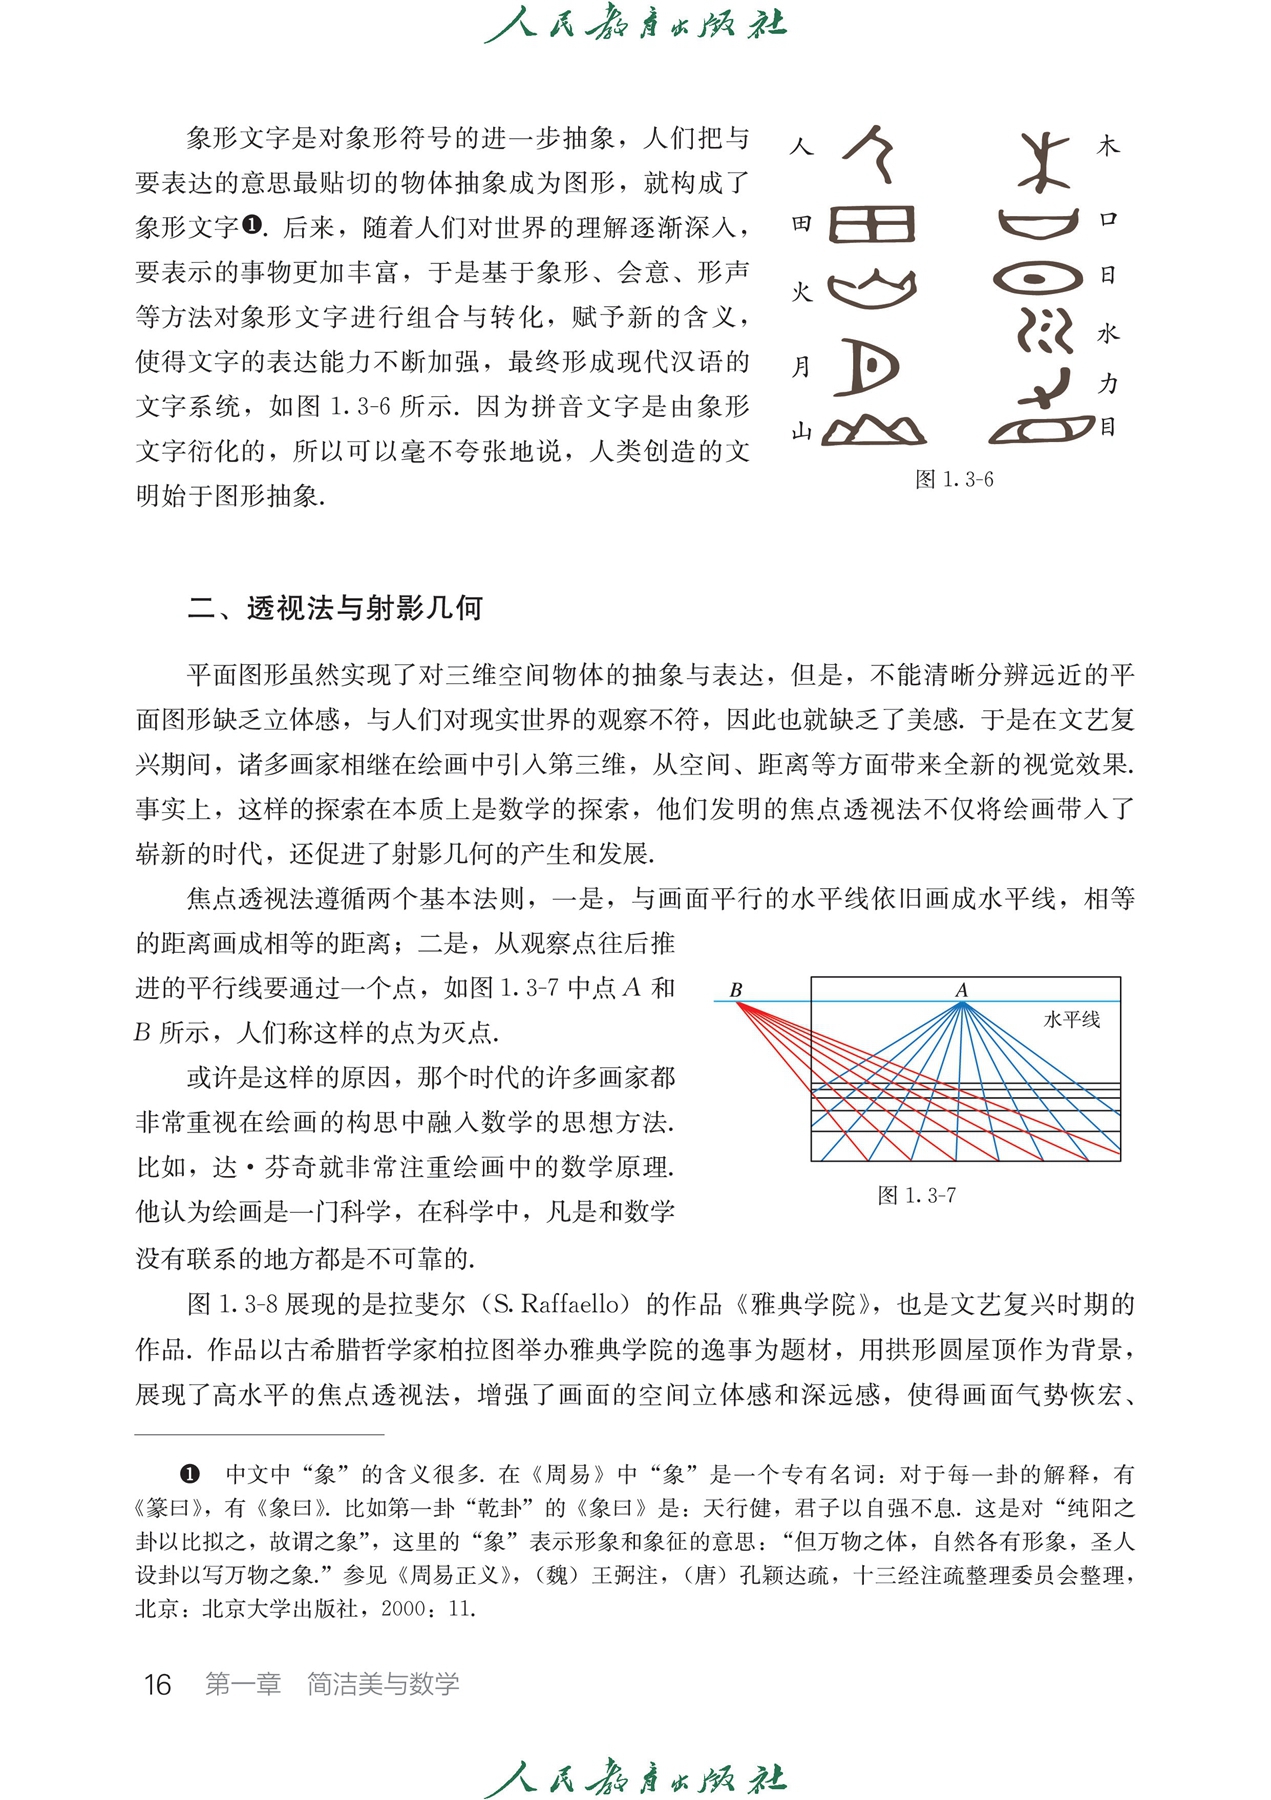 人民教育出版社
象形文字是对象形符号的进一步抽象，人们把与
要表达的意思最贴切的物体抽象成为图形，就构成了
象形文字❶. 后来，随着人们对世界的理解逐渐深入，
要表示的事物更加丰富，于是基于象形、会意、形声
等方法对象形文字进行组合与转化，赋予新的含义，
使得文字的表达能力不断加强，最终形成现代汉语的
文字系统，如图 1.3-6 所示. 因为拼音文字是由象形
文字衍化的，所以可以毫不夸张地说，人类创造的文
明始于图形抽象.
人
木
田
口
火
日
水
月
力
山
目
图 1.3-6
二、透视法与射影几何
平面图形虽然实现了对三维空间物体的抽象与表达，但是，不能清晰分辨远近的平
面图形缺乏立体感，与人们对现实世界的观察不符，因此也就缺乏了美感. 于是在文艺复
兴期间，诸多画家相继在绘画中引入第三维，从空间、距离等方面带来全新的视觉效果.
事实上，这样的探索在本质上是数学的探索，他们发明的焦点透视法不仅将绘画带入了
崭新的时代，还促进了射影几何的产生和发展.
焦点透视法遵循两个基本法则，一是，与画面平行的水平线依旧画成水平线，相等
的距离画成相等的距离；二是，从观察点往后推
进的平行线要通过一个点，如图 1.3-7 中点 A 和
B 所示，人们称这样的点为灭点.
或许是这样的原因，那个时代的许多画家都
非常重视在绘画的构思中融入数学的思想方法.
比如，达·芬奇就非常注重绘画中的数学原理.
他认为绘画是一门科学，在科学中，凡是和数学
没有联系的地方都是不可靠的.
B
A
水平线
图 1.3-7
图 1.3-8 展现的是拉斐尔（S. Raffaello）的作品《雅典学院》，也是文艺复兴时期的
作品. 作品以古希腊哲学家柏拉图举办雅典学院的逸事为题材，用拱形圆屋顶作为背景，
展现了高水平的焦点透视法，增强了画面的空间立体感和深远感，使得画面气势恢宏、
❶ 中文中“象”的含义很多. 在《周易》中“象”是一个专有名词：对于每一卦的解释，有
《篆曰》，有《象曰》. 比如第一卦“乾卦”的《象曰》是：天行健，君子以自强不息. 这是对“纯阳之
卦以比拟之，故谓之象”，这里的“象”表示形象和象征的意思：“但万物之体，自然各有形象，圣人
设卦以写万物之象.”参见《周易正义》，（魏）王弼注，（唐）孔颖达疏，十三经注疏整理委员会整理，
北京：北京大学出版社，2000：11.
16 第一章 简洁美与数学
人民教育出版社